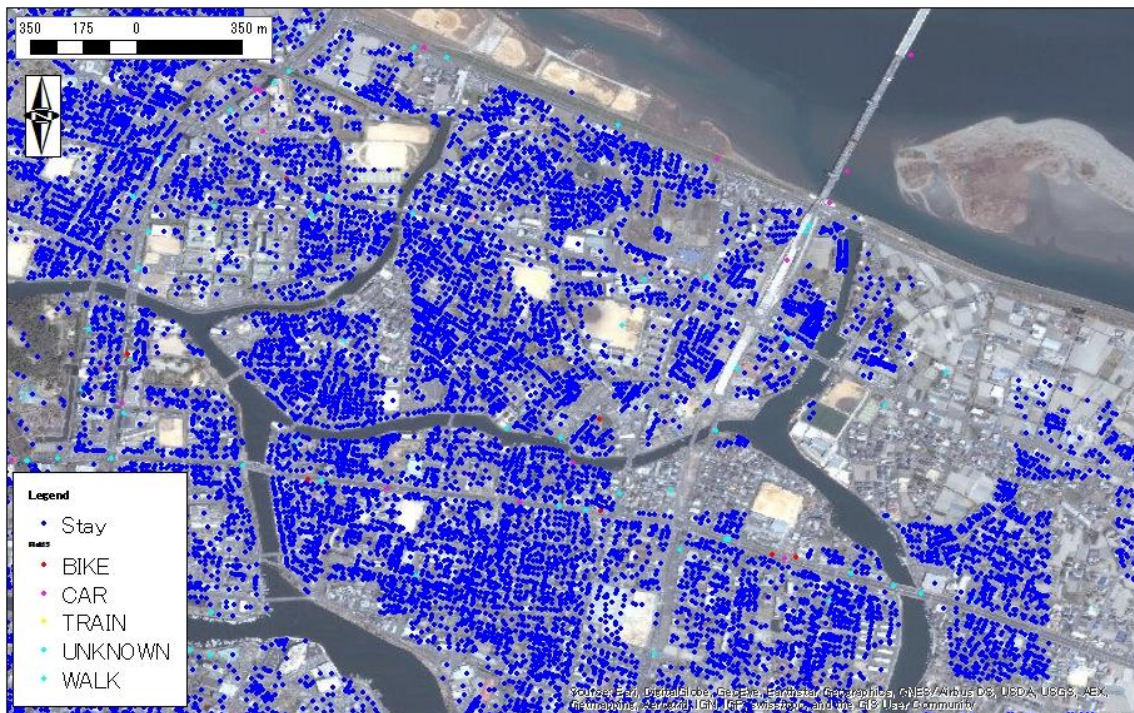 350 175 0 350 m
N
Legend
Stay
BIKE
CAR
TRAIN
UNKNOWN
WALK
Source: Esri, DigitalGlobe, GeoEye, Earthstar Geographics, CNES/Airbus DS, USDA, USGS, AEX,
Getmapping, Aerogrid, IGN, IGP, swisstopo, and the GIS User Community